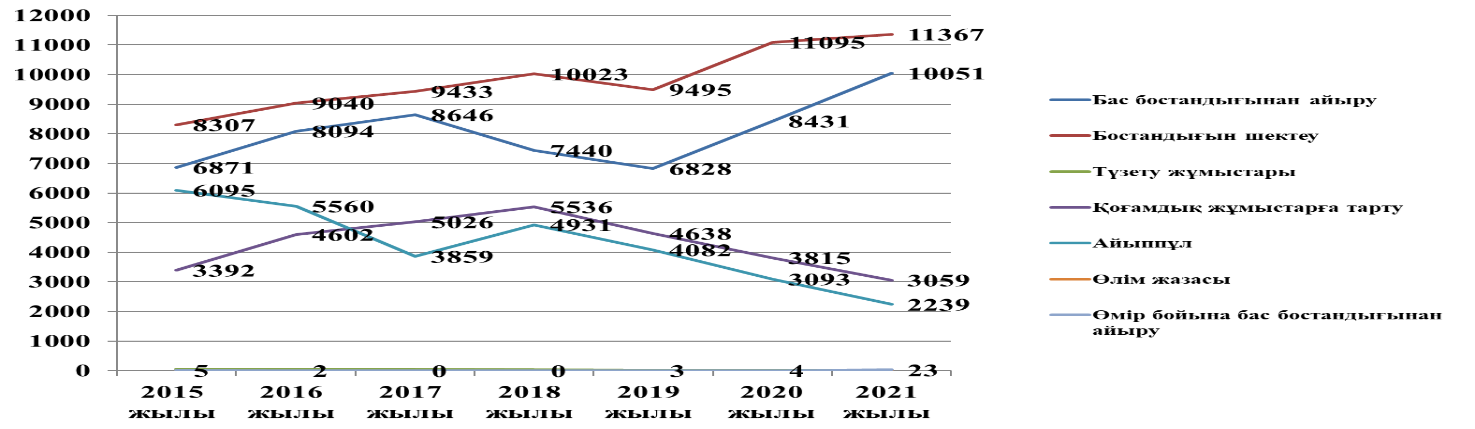 12000
11000
10000
9000
8000
7000
6000
5000
4000
3000
2000
1000
0
8307 9040 9433 10023 9495 11095 11367
6871 8094 8646 7440 6828 8431 10051
6095 5560 3859 4931 4082 3093 2239
3392 4602 5026 5536 4638 3815 3059
5 2 0 0 3 4 23
2015 2016 2017 2018 2019 2020 2021
жылы жылы жылы жылы жылы жылы жылы
Бас бостандығынан айыру
Бостандығын шектеу
Түзету жұмыстары
Қоғамдық жұмыстарға тарту
Айыппұл
Өлім жазасы
Өмір бойына бас бостандығынан
айыру